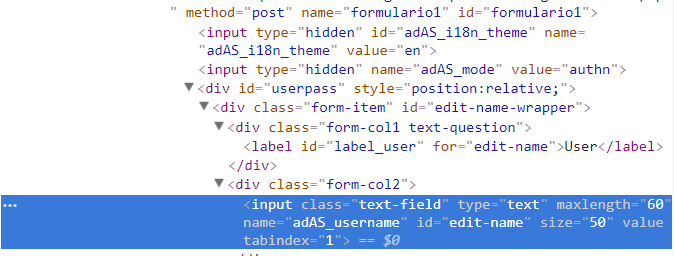 " method="post" name="formulario1" id="formulario1">
<input type="hidden" id="adAS_i18n_theme" name=
"adAS_i18n_theme" value="en">
<input type="hidden" name="adAS_mode" value="authn">
▼<div id="userpass" style="position:relative;">
▼<div class="form-item" id="edit-name-wrapper">
▼<div class="form-col1 text-question">
<label id="label_user" for="edit-name">User</label>
</div>
▼<div class="form-col2">
… <input class="text-field" type="text" maxlength="60"
name="adAS_username" id="edit-name" size="50" value
tabindex="1"> == $0